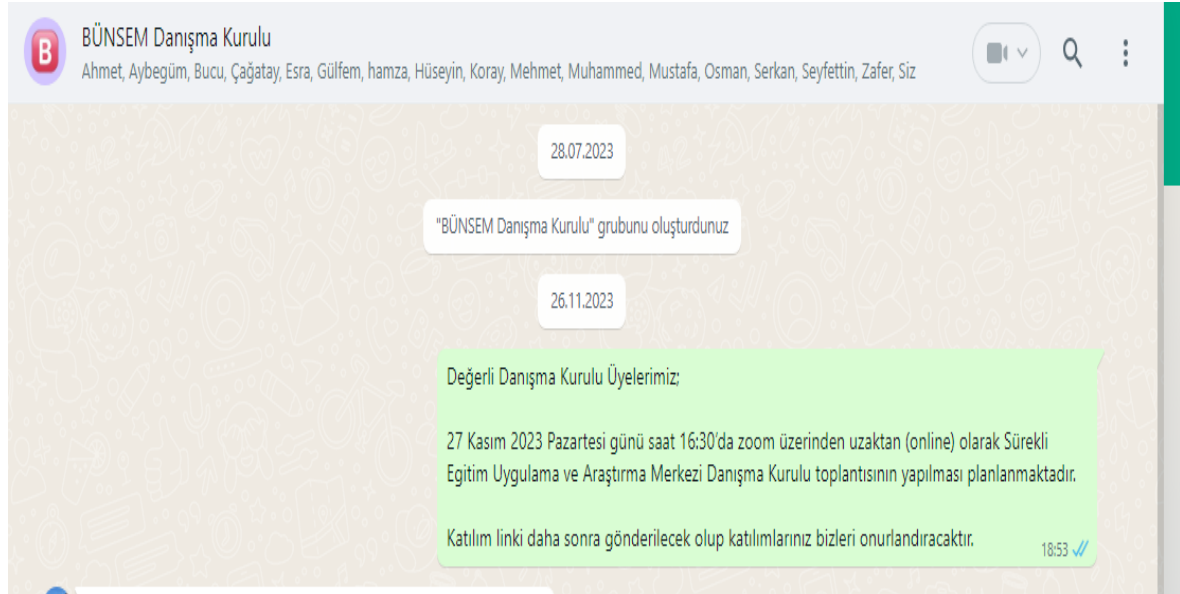 B
BÜNSEM Danışma Kurulu
Ahmet, Aybegüm, Bucu, Çağatay, Esra, Gülfem, hamza, Hüseyin, Koray, Mehmet, Muhammed, Mustafa, Osman, Serkan, Seyfettin, Zafer, Siz
28.07.2023
"BÜNSEM Danışma Kurulu" grubunu oluşturdunuz
26.11.2023
Değerli Danışma Kurulu Üyelerimiz;
27 Kasım 2023 Pazartesi günü saat 16:30'da zoom üzerinden uzaktan (online) olarak Sürekli
Egitim Uygulama ve Araştırma Merkezi Danışma Kurulu toplantısının yapılması planlanmaktadır.
Katılım linki daha sonra gönderilecek olup katılımlarınız bizleri onurlandıracaktır.
18:53